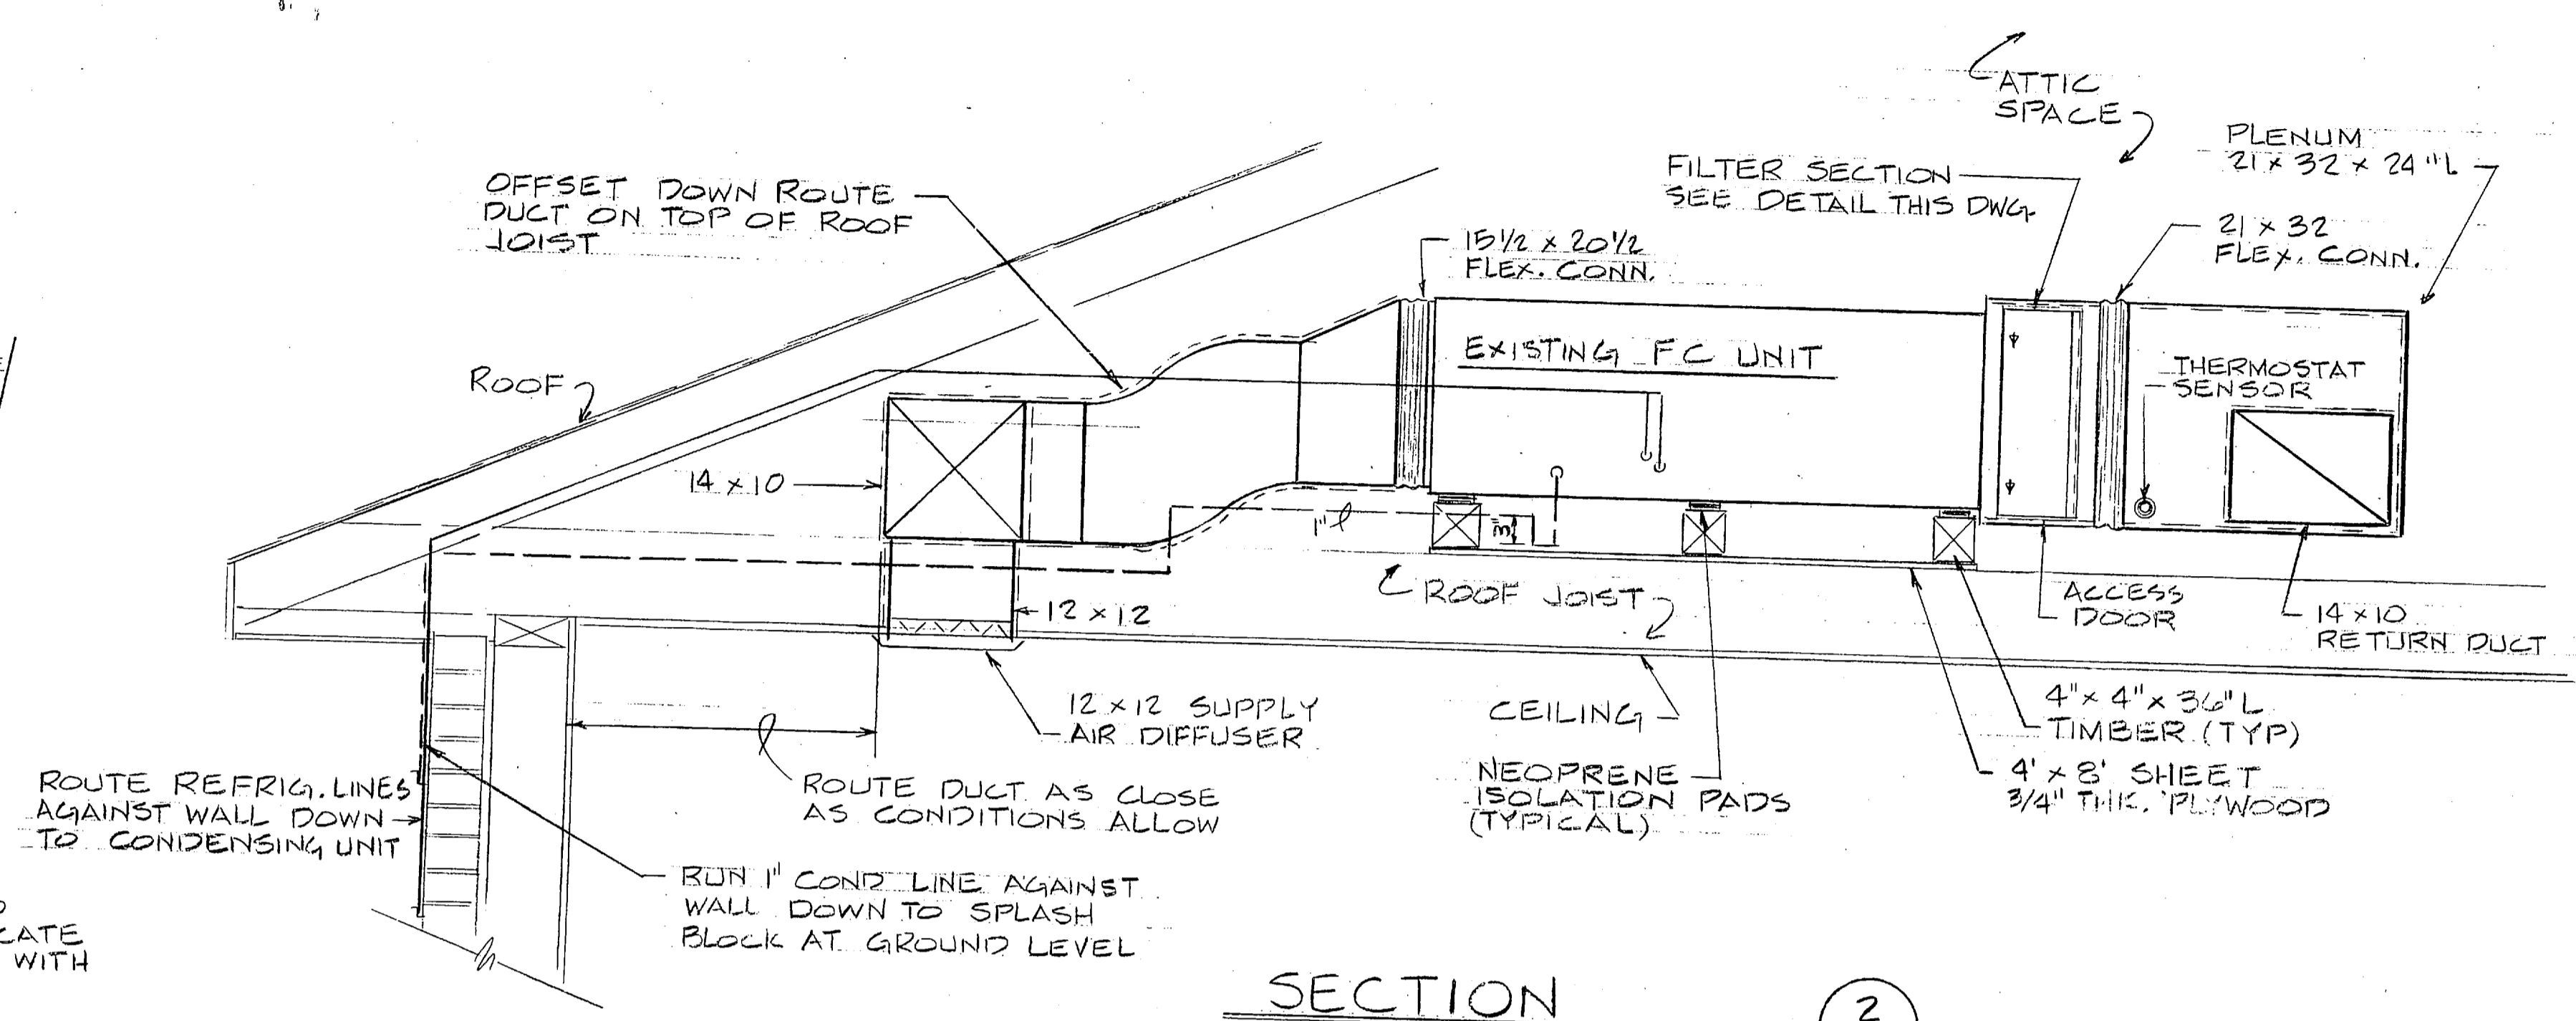 ATTIC
SPACE
PLENUM
21 x 32 x 24"L
FILTER SECTION
SEE DETAIL THIS DWG.
21 x 32
FLEX. CONN.
OFFSET DOWN ROUTE
DUCT ON TOP OF ROOF
JOIST
15 1/2 x 20 1/2
FLEX. CONN.
EXISTING FC UNIT
THERMOSTAT
SENSOR
ROOF
14 x 10
1"
3"
ROOF JOIST
12 x 12
ACCESS
DOOR
14 x 10
RETURN DUCT
12 x 12 SUPPLY
AIR DIFFUSER
CEILING
4" x 4" x 36"L
TIMBER (TYP)
ROUTE REFRIG. LINES
AGAINST WALL DOWN
TO CONDENSING UNIT
ROUTE DUCT AS CLOSE
AS CONDITIONS ALLOW
NEOPRENE
ISOLATION PADS
(TYPICAL)
4' x 8' SHEET
3/4" THK. PLYWOOD
RUN 1" COND LINE AGAINST
WALL DOWN TO SPLASH
BLOCK AT GROUND LEVEL
CATE
WITH
SECTION
2